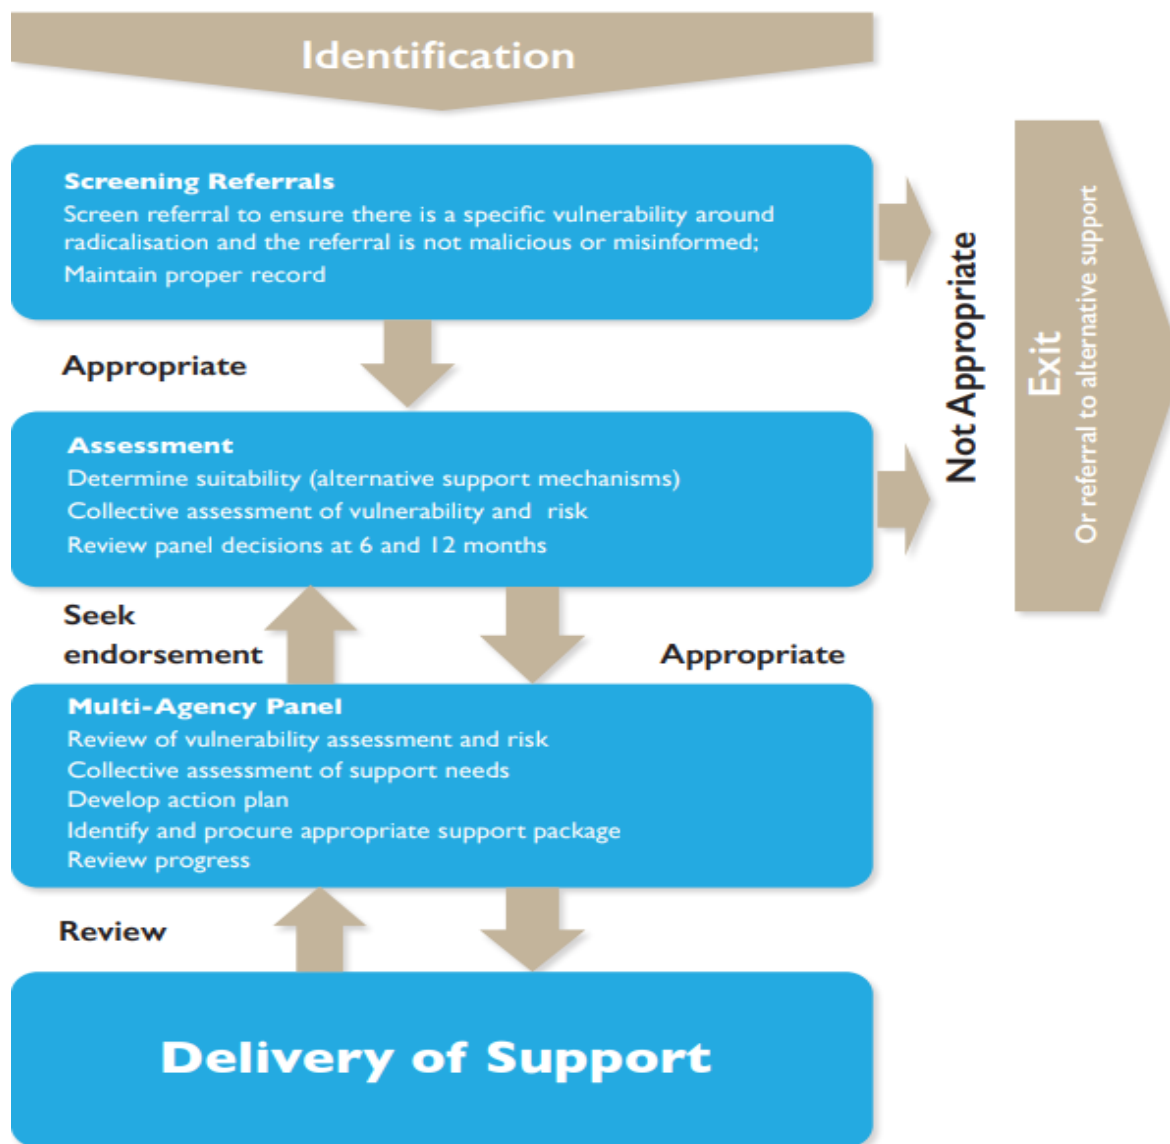 Identification
Screening Referrals
Screen referral to ensure there is a specific vulnerability around
radicalisation and the referral is not malicious or misinformed;
Maintain proper record
Appropriate
Assessment
Determine suitability (alternative support mechanisms)
Collective assessment of vulnerability and risk
Review panel decisions at 6 and 12 months
Not Appropriate
Exit
Or referral to alternative support
Seek
endorsement
Appropriate
Multi-Agency Panel
Review of vulnerability assessment and risk
Collective assessment of support needs
Develop action plan
Identify and procure appropriate support package
Review progress
Review
Delivery of Support